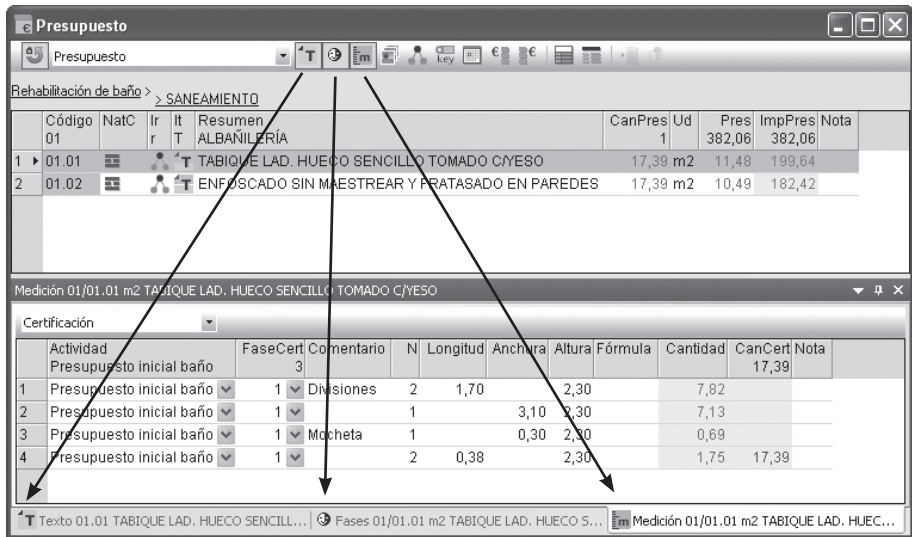 Presupuesto
Presupuesto
T m key € €
Rehabilitación de baño > > SANEAMIENTO
Código NatC Ir It Resumen CanPres Ud Pres ImpPres Nota
01 r T ALBAÑILERÍA 1 382,06 382,06
1 01.01 T TABIQUE LAD. HUECO SENCILLO TOMADO C/YESO 17,39 m2 11,48 199,64
2 01.02 T ENFOSCADO SIN MAESTREAR Y FRATASADO EN PAREDES 17,39 m2 10,49 182,42
Medición 01/01.01 m2 TABIQUE LAD. HUECO SENCILLO TOMADO C/YESO
Certificación
Actividad FaseCert Comentario N Longitud Anchura Altura Fórmula Cantidad CanCert Nota
Presupuesto inicial baño 3 17,39
1 Presupuesto inicial baño 1 Divisiones 2 1,70 2,30 7,82
2 Presupuesto inicial baño 1 1 3,10 2,30 7,13
3 Presupuesto inicial baño 1 Mocheta 1 0,30 2,30 0,69
4 Presupuesto inicial baño 1 2 0,38 2,30 1,75 17,39
T Texto 01.01 TABIQUE LAD. HUECO SENCILL... Fases 01/01.01 m2 TABIQUE LAD. HUECO S... m Medición 01/01.01 m2 TABIQUE LAD. HUEC...